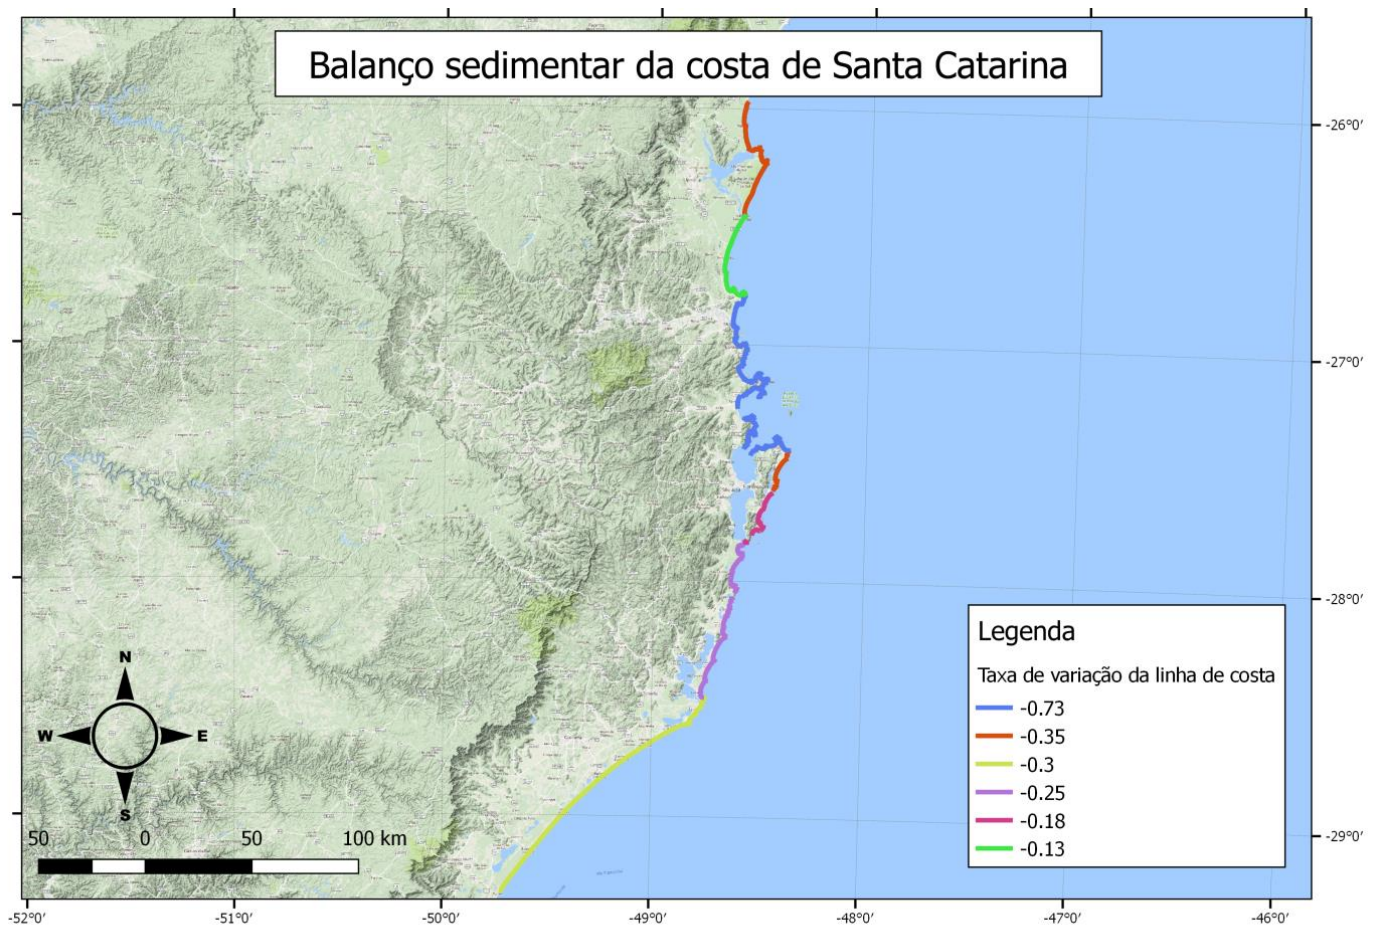 Balanço sedimentar da costa de Santa Catarina
-26°0'
-27°0'
-28°0'
Legenda
Taxa de variação da linha de costa
-0.73
-0.35
-0.3
-0.25
-0.18
-0.13
N
W E
S
50 0 50 100 km
-29°0'
-52°0' -51°0' -50°0' -49°0' -48°0' -47°0' -46°0'